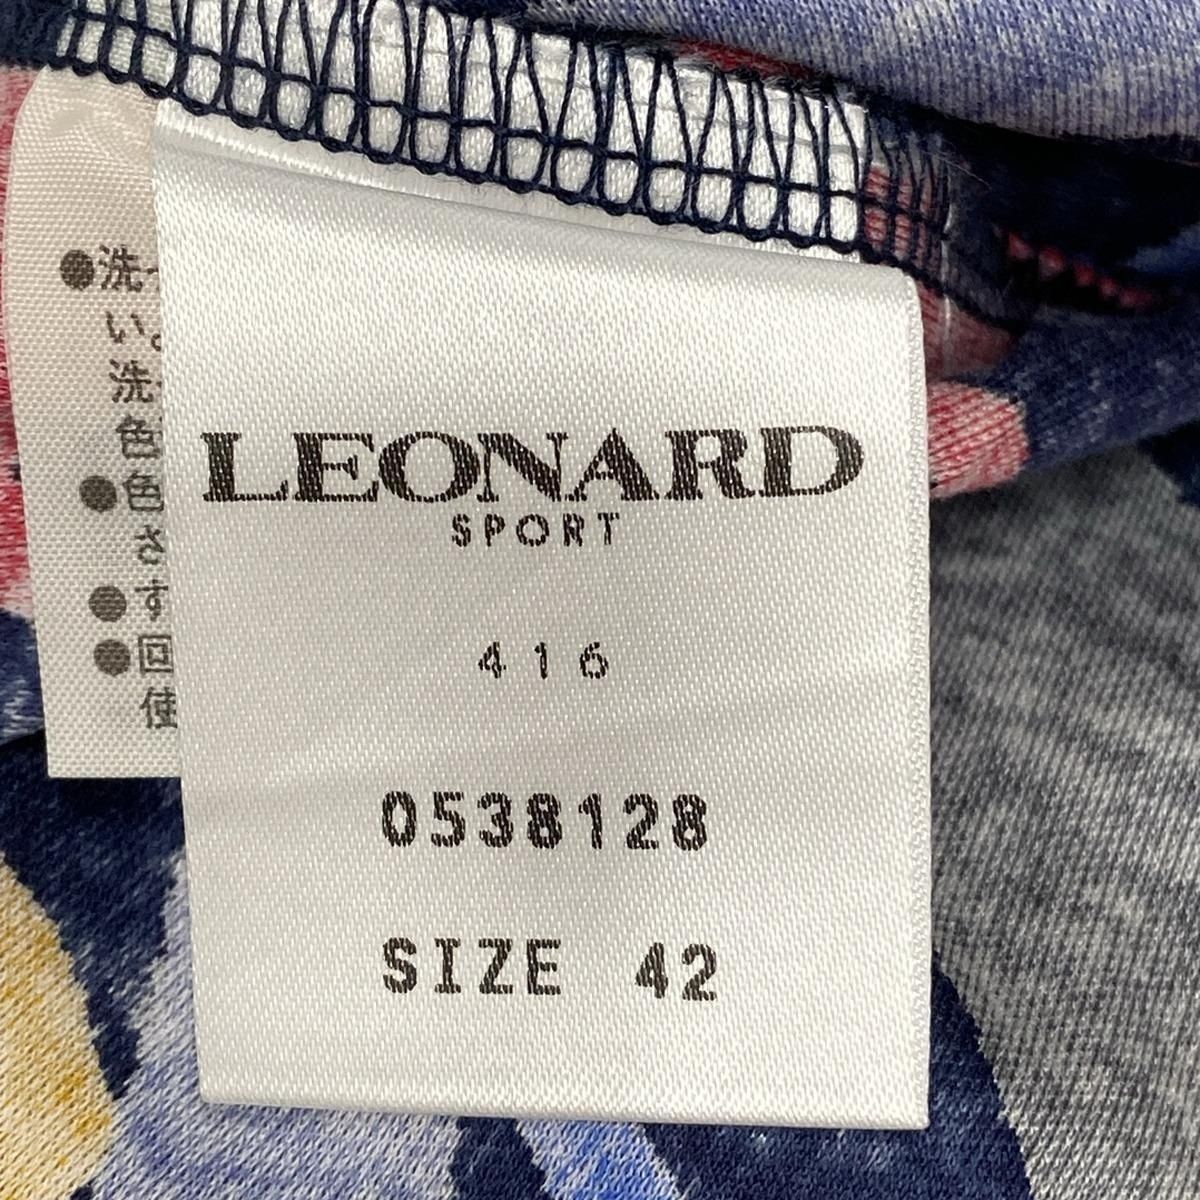 ●洗
い。
洗
色
●色
さ
●す
●回
使
LEONARD
SPORT
416
0538128
SIZE 42